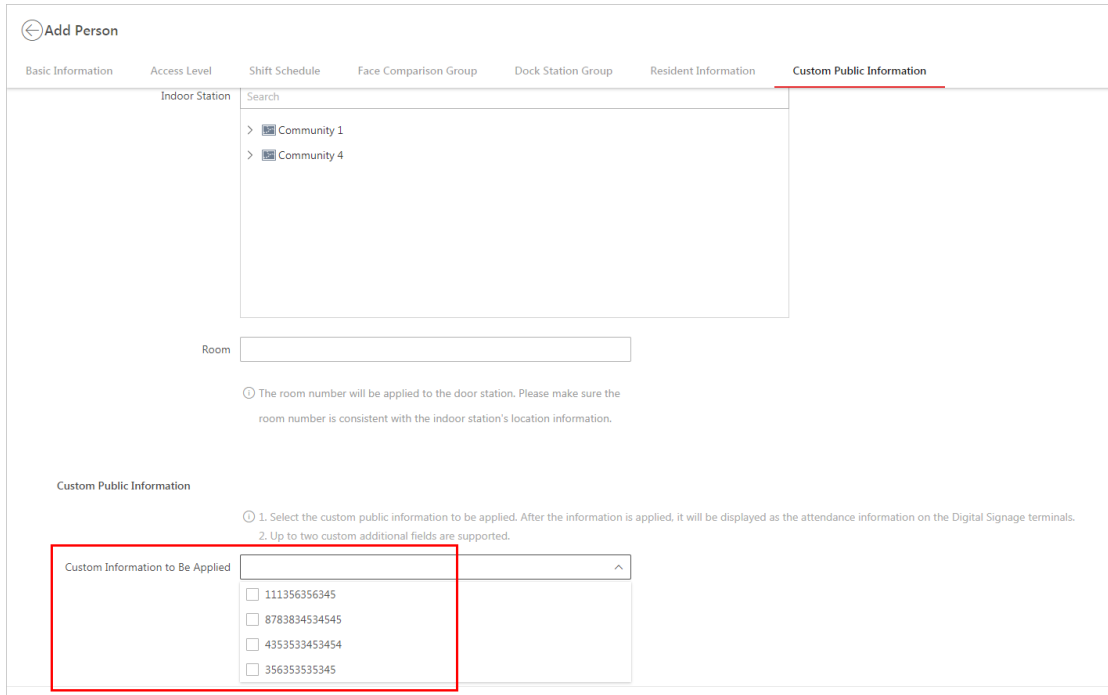 Add Person
Basic Information Access Level Shift Schedule Face Comparison Group Dock Station Group Resident Information Custom Public Information
Indoor Station Search
Community 1
Community 4
Room
The room number will be applied to the door station. Please make sure the
room number is consistent with the indoor station's location information.
Custom Public Information
1. Select the custom public information to be applied. After the information is applied, it will be displayed as the attendance information on the Digital Signage terminals.
2. Up to two custom additional fields are supported.
Custom Information to Be Applied
111356356345
8783834534545
4353533453454
356353535345